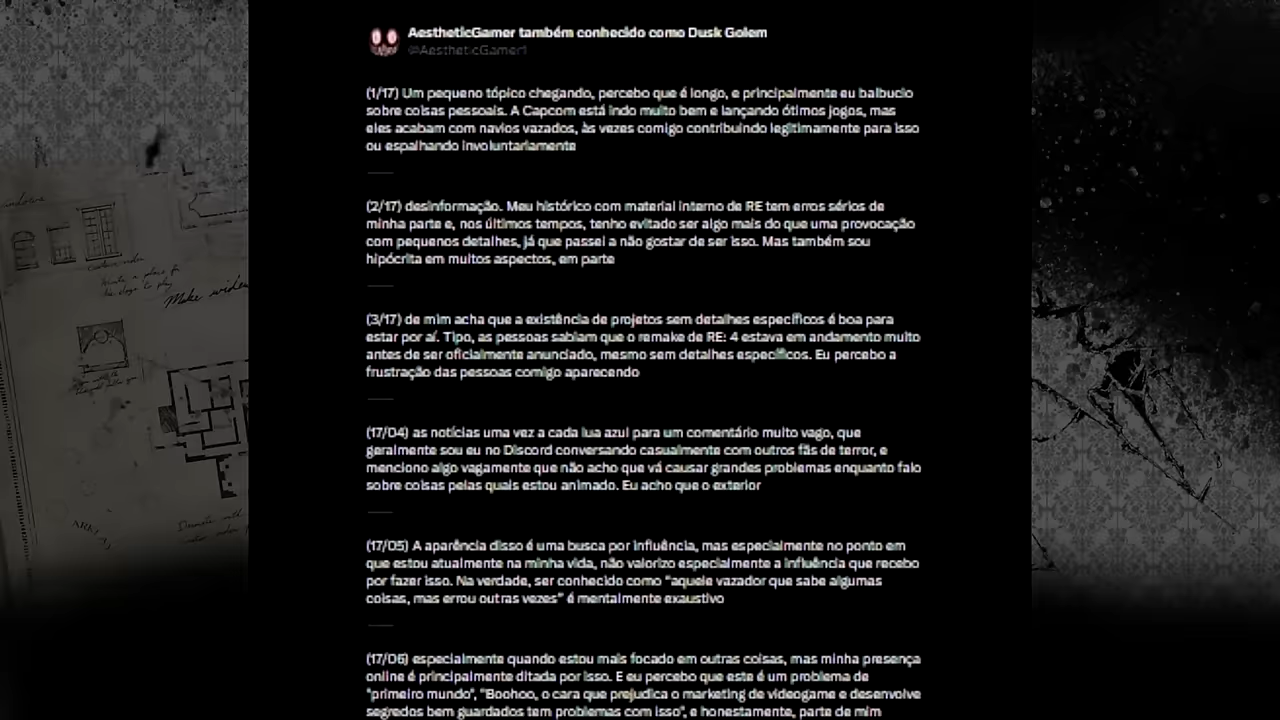 AestheticGamer também conhecido como Dusk Golem
@AestheticGamer1
(1/17) Um pequeno tópico chegando, percebo que é longo, e principalmente eu balbucio
sobre coisas pessoais. A Capcom está indo muito bem e lançando ótimos jogos, mas
eles acabam com navios vazados, às vezes comigo contribuindo legitimamente para isso
ou espalhando involuntariamente
(2/17) desinformação. Meu histórico com material interno de RE tem erros sérios de
minha parte e, nos últimos tempos, tenho evitado ser algo mais do que uma provocação
com pequenos detalhes, já que passei a não gostar de ser isso. Mas também sou
hipócrita em muitos aspectos, em parte
(3/17) de mim acha que a existência de projetos sem detalhes específicos é boa para
estar por aí. Tipo, as pessoas sabiam que o remake de RE: 4 estava em andamento muito
antes de ser oficialmente anunciado, mesmo sem detalhes específicos. Eu percebo a
frustração das pessoas comigo aparecendo
(17/04) as notícias uma vez a cada lua azul para um comentário muito vago, que
geralmente sou eu no Discord conversando casualmente com outros fãs de terror, e
menciono algo vagamente que não acho que vá causar grandes problemas enquanto falo
sobre coisas pelas quais estou animado. Eu acho que o exterior
(17/05) A aparência disso é uma busca por influência, mas especialmente no ponto em
que estou atualmente na minha vida, não valorizo especialmente a influência que recebo
por fazer isso. Na verdade, ser conhecido como "aquele vazador que sabe algumas
coisas, mas errou outras vezes" é mentalmente exaustivo
(17/06) especialmente quando estou mais focado em outras coisas, mas minha presença
online é principalmente ditada por isso. E eu percebo que este é um problema de
"primeiro mundo", "Boohoo, o cara que prejudica o marketing de videogame e desenvolve
segredos bem guardados tem problemas com isso", e honestamente, parte de mim
Make wider